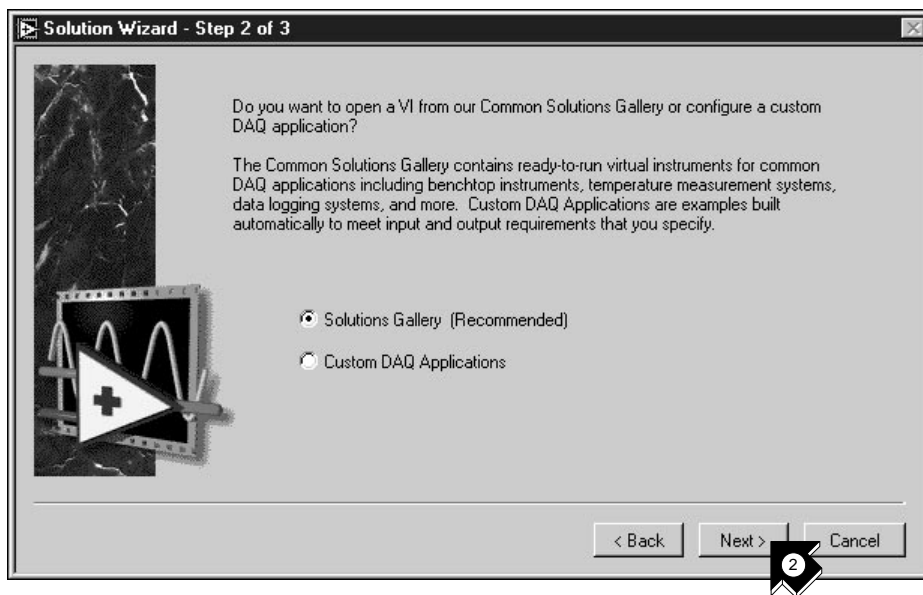 Solution Wizard - Step 2 of 3
Do you want to open a VI from our Common Solutions Gallery or configure a custom
DAQ application?
The Common Solutions Gallery contains ready-to-run virtual instruments for common
DAQ applications including benchtop instruments, temperature measurement systems,
data logging systems, and more. Custom DAQ Applications are examples built
automatically to meet input and output requirements that you specify.
Solutions Gallery (Recommended)
Custom DAQ Applications
< Back
Next >
Cancel
2